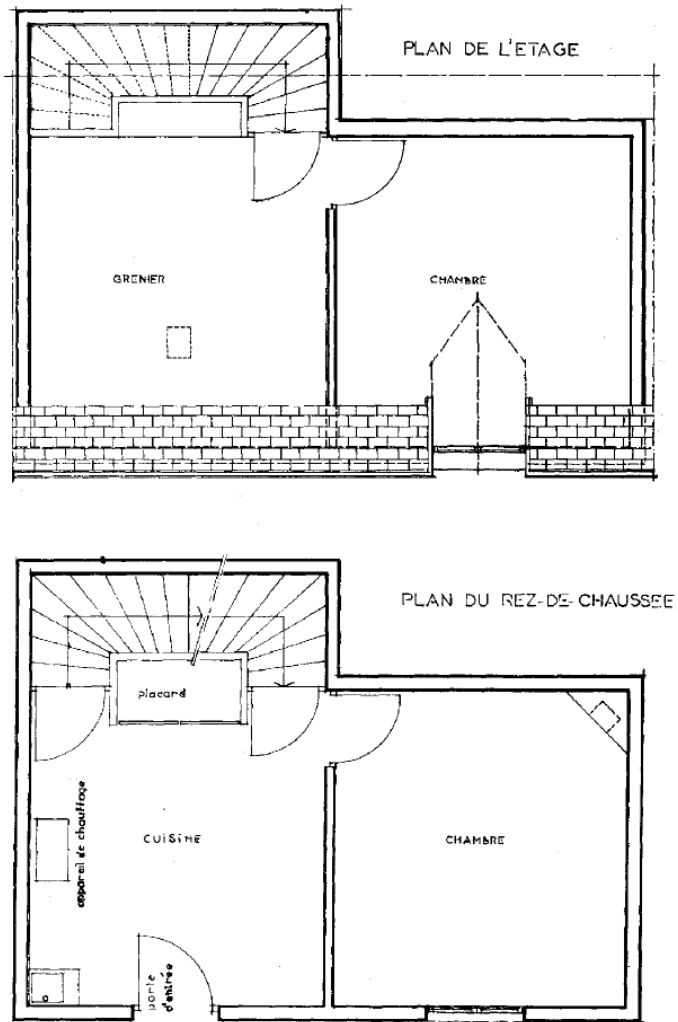 PLAN DE L'ETAGE
GRENIER
CHAMBRE
PLAN DU REZ-DE-CHAUSSEE
placard
appareil de chauffage
CUISINE
CHAMBRE
porte
d'entrée